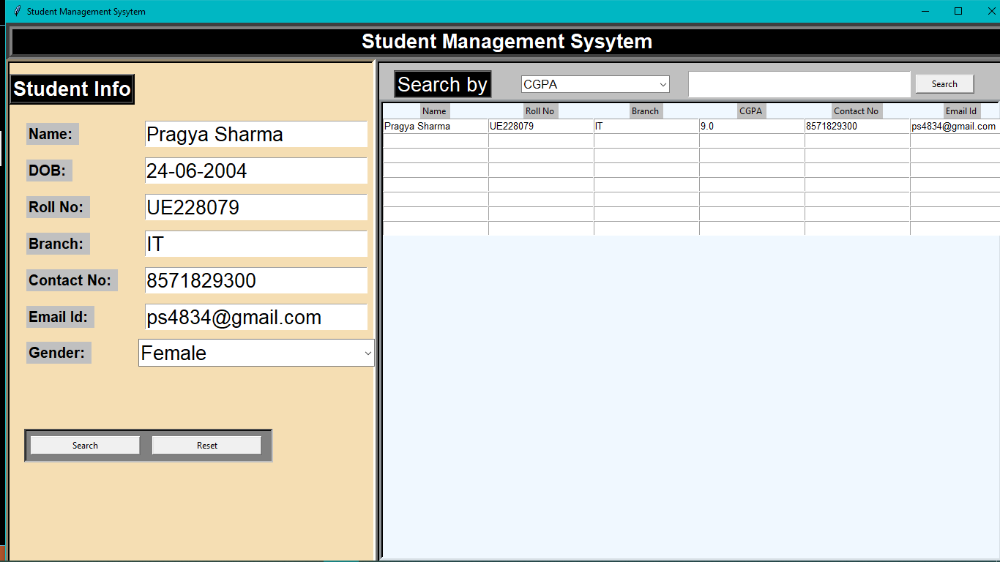 Student Management Sysytem
Student Management Sysytem
Student Info
Name: Pragya Sharma
DOB: 24-06-2004
Roll No: UE228079
Branch: IT
Contact No: 8571829300
Email Id: ps4834@gmail.com
Gender: Female
Search Reset
Search by CGPA Search
Name Roll No Branch CGPA Contact No Email Id
Pragya Sharma UE228079 IT 9.0 8571829300 ps4834@gmail.com